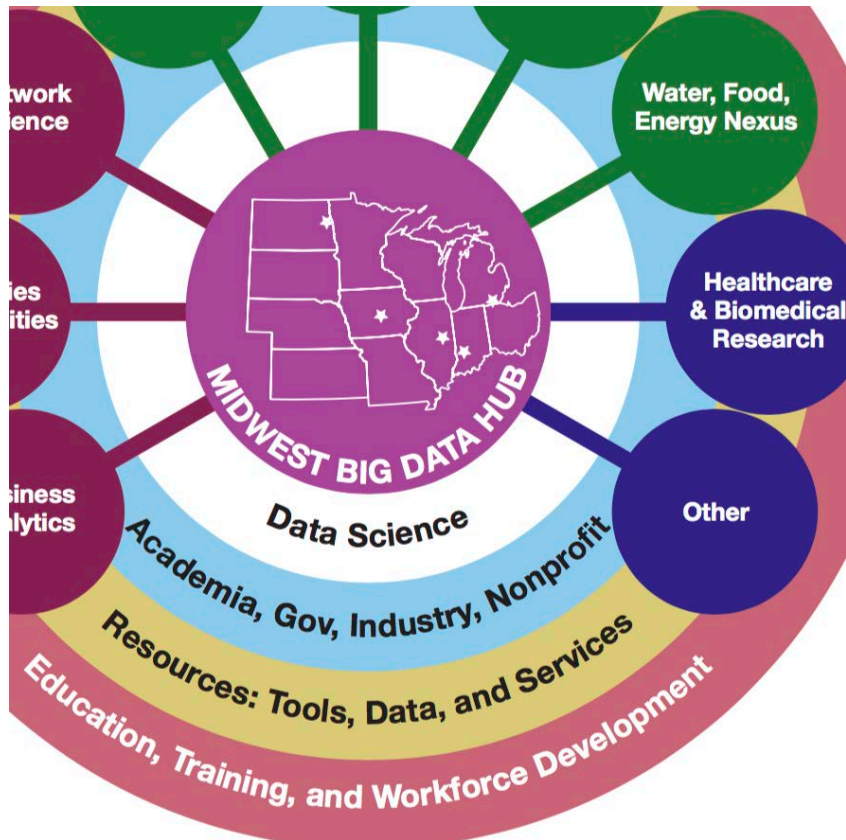 Water, Food,
Energy Nexus
Healthcare
& Biomedical
Research
Other
MIDWEST BIG DATA HUB
Data Science
Academia, Gov, Industry, Nonprofit
Resources: Tools, Data, and Services
Education, Training, and Workforce Development